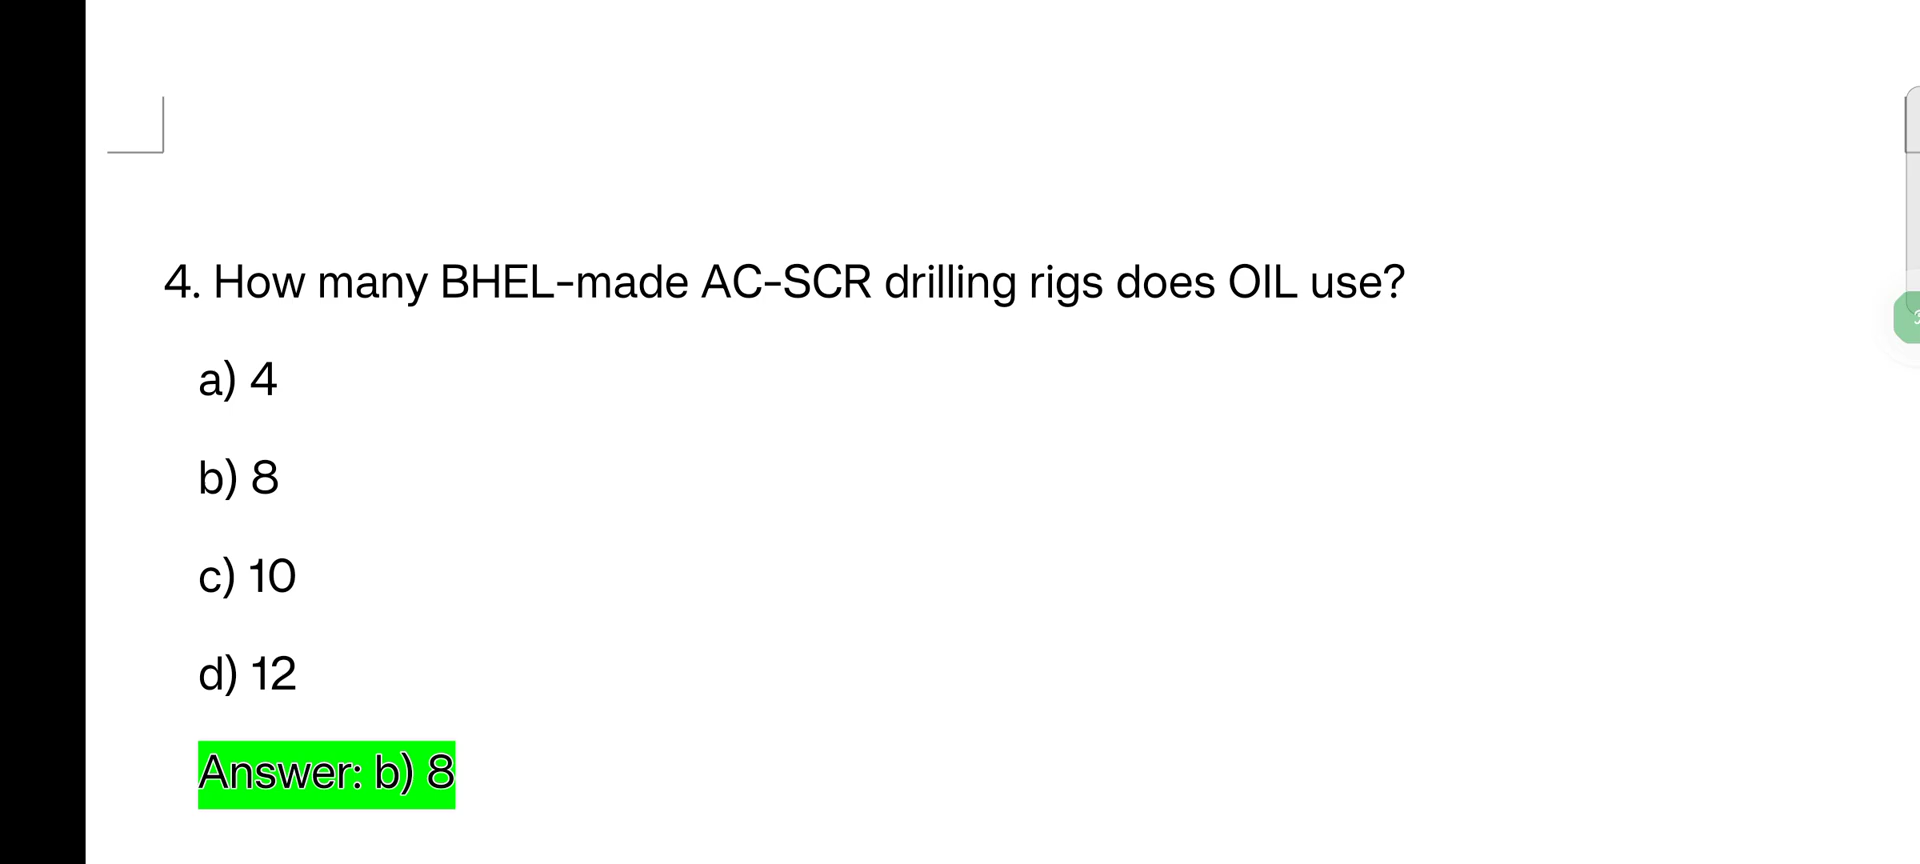 4. How many BHEL-made AC-SCR drilling rigs does OIL use?
a) 4
b) 8
c) 10
d) 12
Answer: b) 8